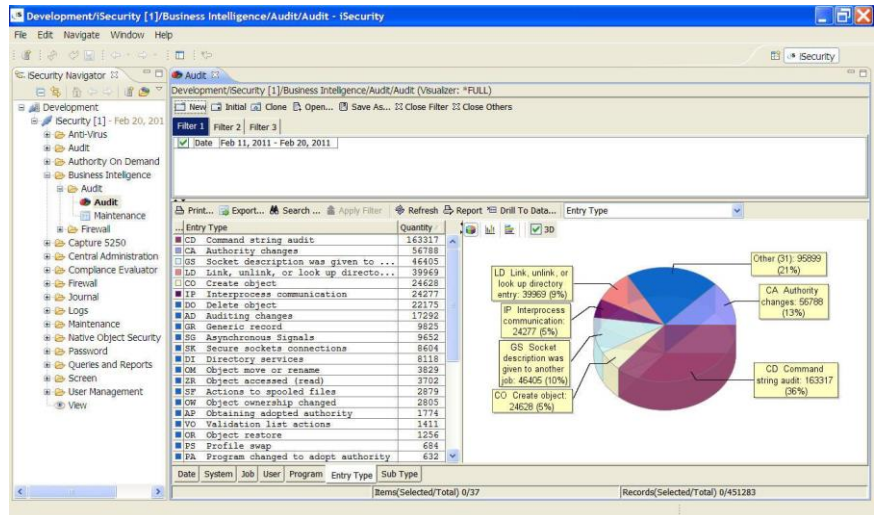 Development/iSecurity [1]/Business Intelligence/Audit/Audit - iSecurity
File Edit Navigate Window Help
iSecurity
iSecurity Navigator
Development
iSecurity [1] - Feb 20, 201
Anti-Virus
Audit
Authority On Demand
Business Intelligence
Audit
Audit
Maintenance
Firewall
Capture 5250
Central Administration
Compliance Evaluator
Firewall
Journal
Logs
Maintenance
Native Object Security
Password
Queries and Reports
Screen
User Management
View
Audit
Development/iSecurity [1]/Business Intelligence/Audit/Audit (Visualizer: *FULL)
New Initial Clone Open... Save As... Close Filter Close Others
Filter 1 Filter 2 Filter 3
Date Feb 11, 2011 - Feb 20, 2011
Print... Export... Search ... Apply Filter Refresh Report Drill To Data... Entry Type
... Entry Type Quantity
CD Command string audit 163317
CA Authority changes 56788
GS Socket description was given to ... 46405
LD Link, unlink, or look up directo... 39969
CO Create object 24628
IP Interprocess communication 24277
DO Delete object 22175
AD Auditing changes 17292
GR Generic record 9825
SG Asynchronous Signals 9652
SK Secure sockets connections 8604
DI Directory services 8118
OM Object move or rename 3829
ZR Object accessed (read) 3702
SF Actions to spooled files 2879
OW Object ownership changed 2805
AP Obtaining adopted authority 1774
VO Validation list actions 1411
OR Object restore 1256
PS Profile swap 684
PA Program changed to adopt authority 632
3D
LD Link, unlink, or
look up directory
entry: 39969 (9%)
IP Interprocess
communication:
24277 (5%)
GS Socket
description was
given to another
job: 46405 (10%)
CO Create object:
24628 (5%)
Other (31): 95899
(21%)
CA Authority
changes: 56788
(13%)
CD Command
string audit: 163317
(36%)
Date System Job User Program Entry Type Sub Type
Items(Selected/Total) 0/37
Records(Selected/Total) 0/451283